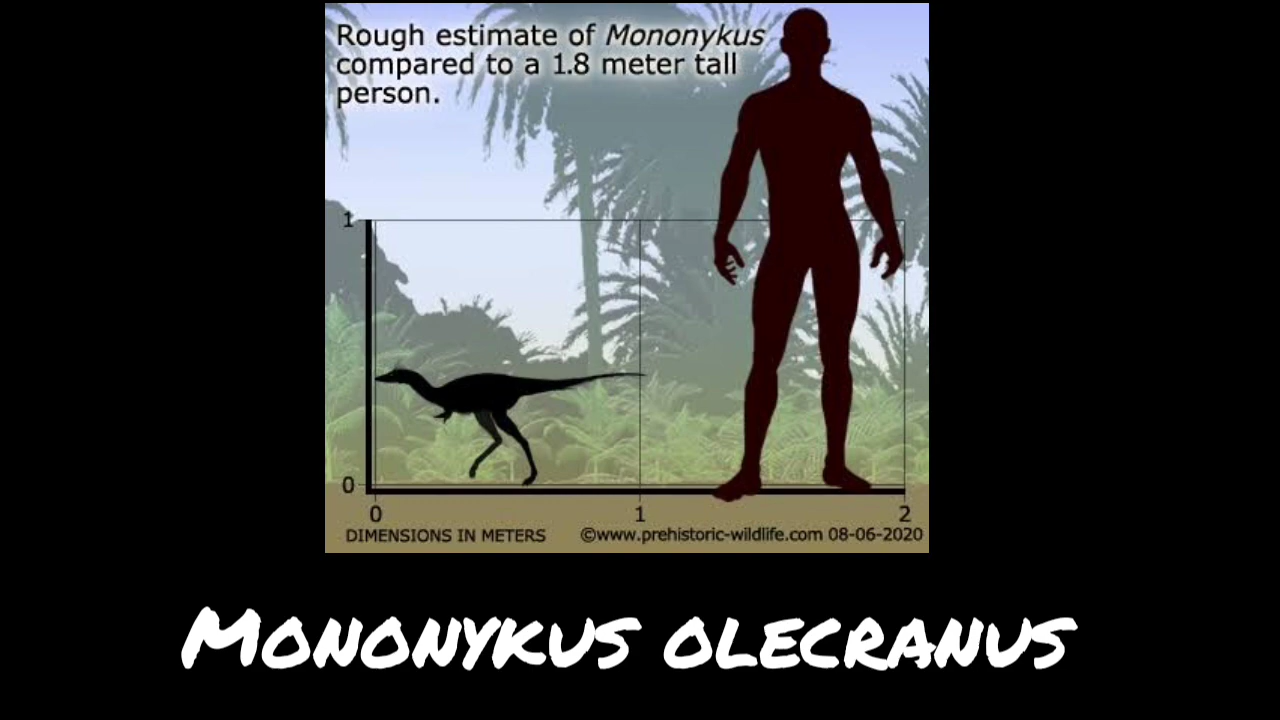 Rough estimate of Mononykus
compared to a 1.8 meter tall
person.
1
0
0 1 2
DIMENSIONS IN METERS ©www.prehistoric-wildlife.com 08-06-2020
Mononykus olecranus